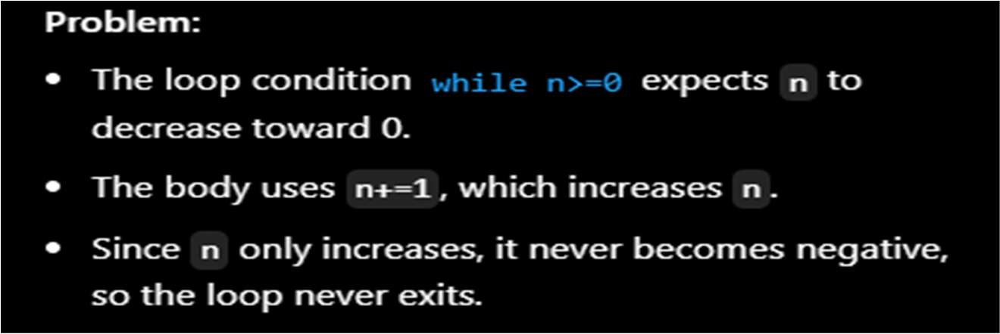 Problem:
• The loop condition while n>=0 expects n to
decrease toward 0.
• The body uses n+=1, which increases n.
• Since n only increases, it never becomes negative,
so the loop never exits.